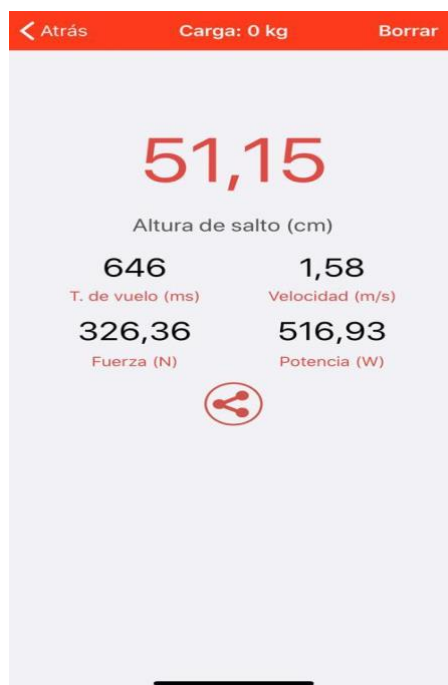 Atrás Carga: 0 kg Borrar
51,15
Altura de salto (cm)
646 1,58
T. de vuelo (ms) Velocidad (m/s)
326,36 516,93
Fuerza (N) Potencia (W)